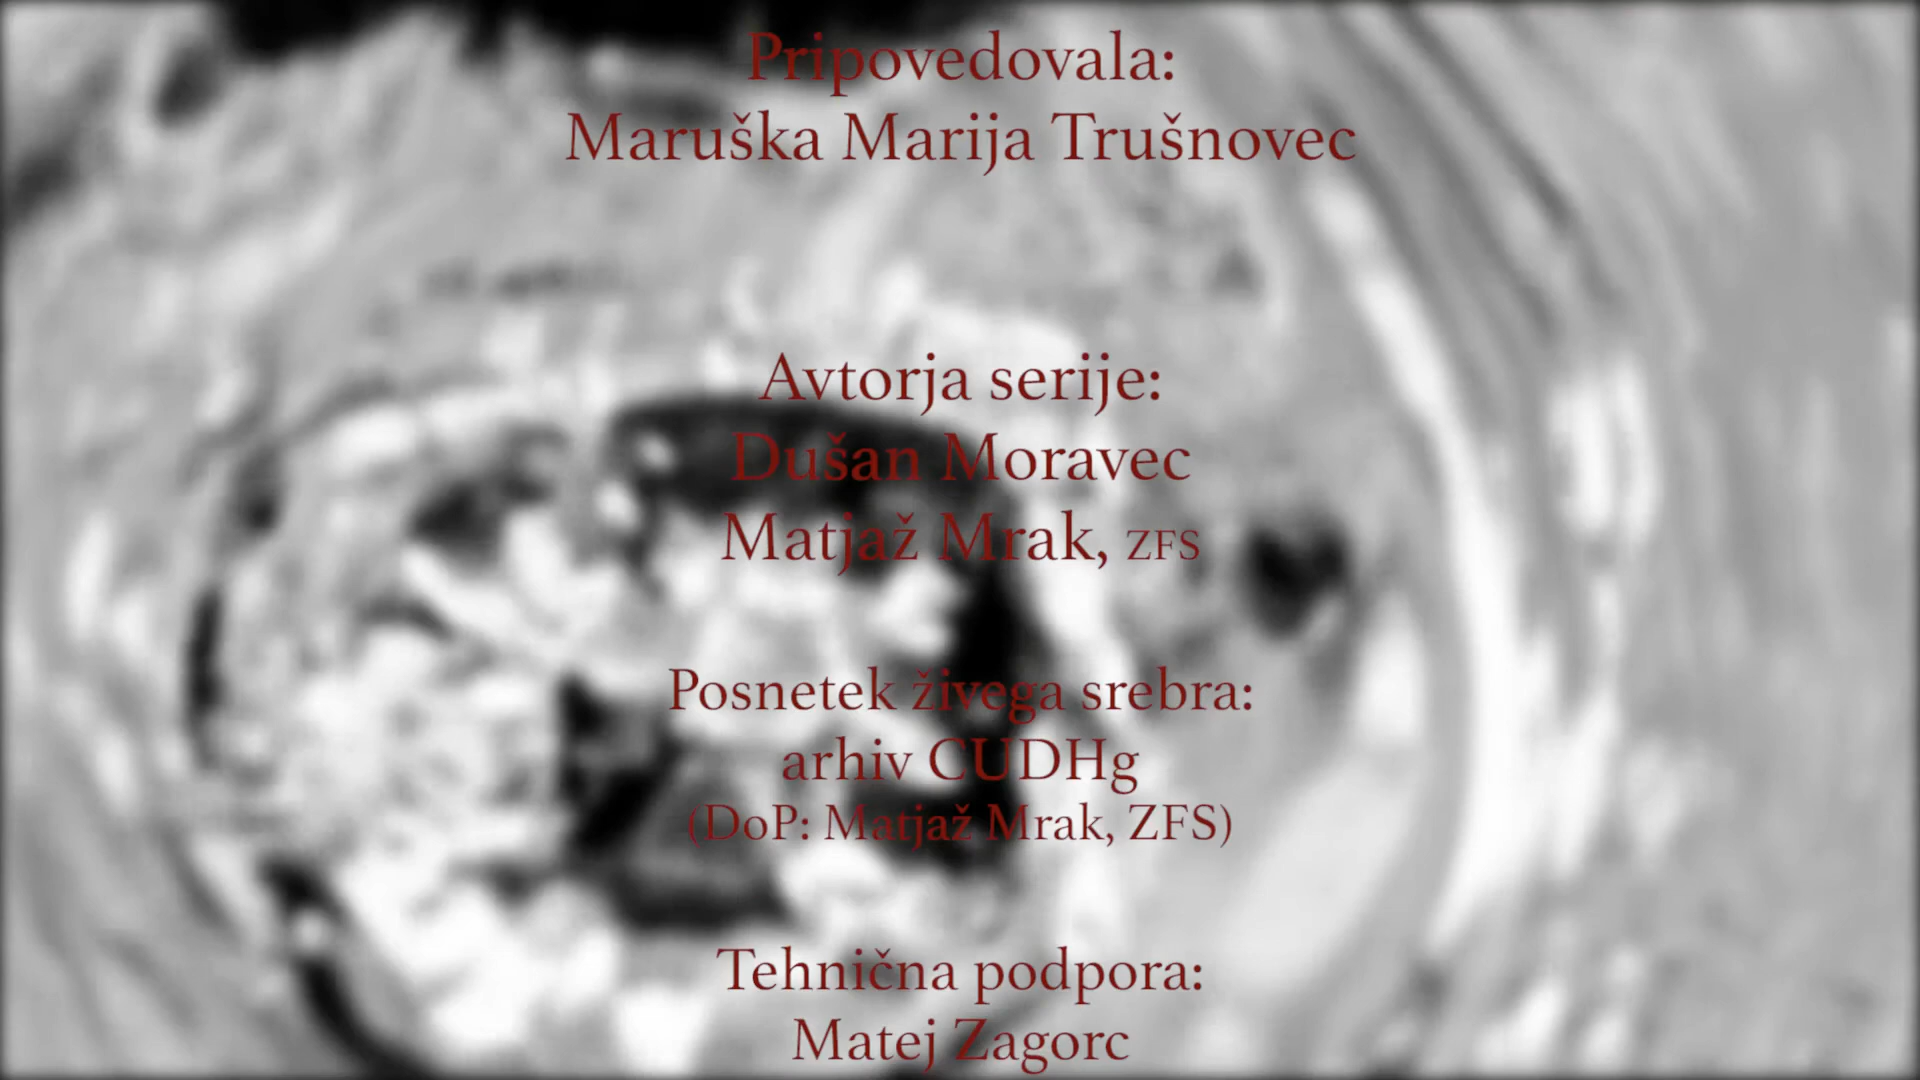 Pripovedovala:
Maruška Marija Trušnovec
Avtorja serije:
Dušan Moravec
Matjaž Mrak, ZFS
Posnetek živega srebra:
arhiv CUDHg
(DoP: Matjaž Mrak, ZFS)
Tehnična podpora:
Matej Zagorc